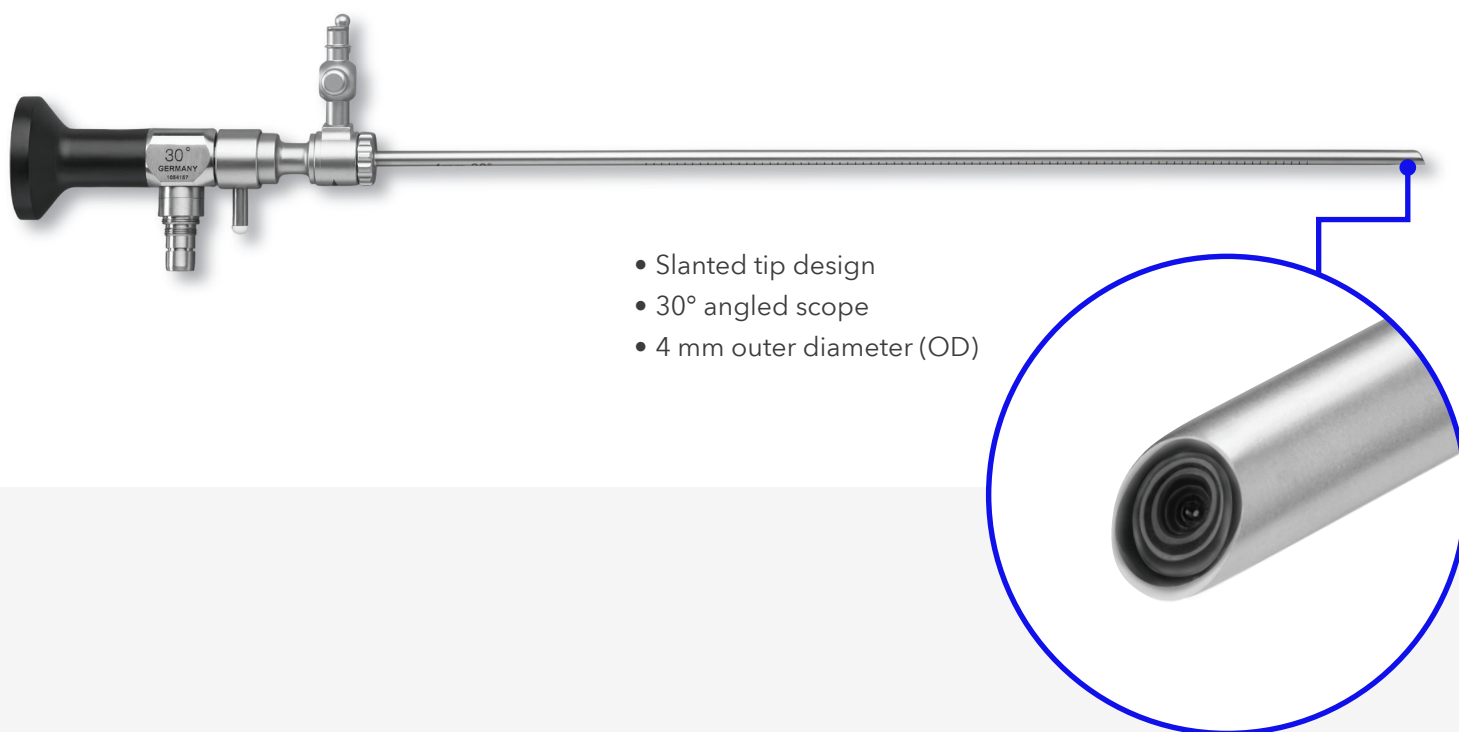 30°
GERMANY
• Slanted tip design
• 30° angled scope
• 4 mm outer diameter (OD)